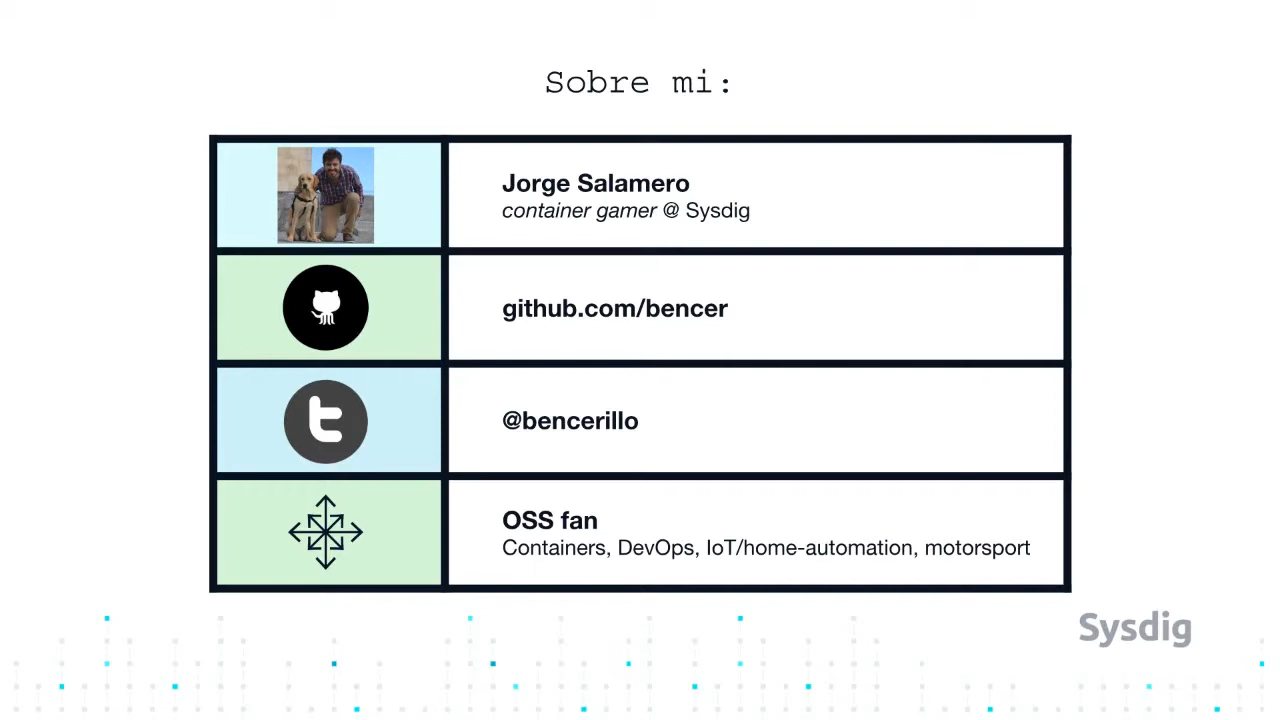 Sobre mi:
Jorge Salamero
container gamer @ Sysdig
github.com/bencer
@bencerillo
OSS fan
Containers, DevOps, IoT/home-automation, motorsport
Sysdig